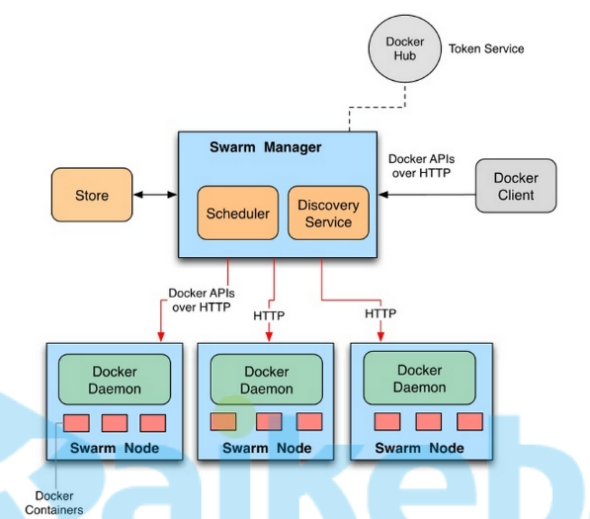 Docker
Hub
Token Service
Swarm Manager
Docker APIs
over HTTP
Store
Scheduler
Discovery
Service
Docker
Client
Docker APIs
over HTTP
HTTP
HTTP
Docker
Daemon
Docker
Daemon
Docker
Daemon
Swarm Node
Swarm Node
Swarm Node
Docker
Containers